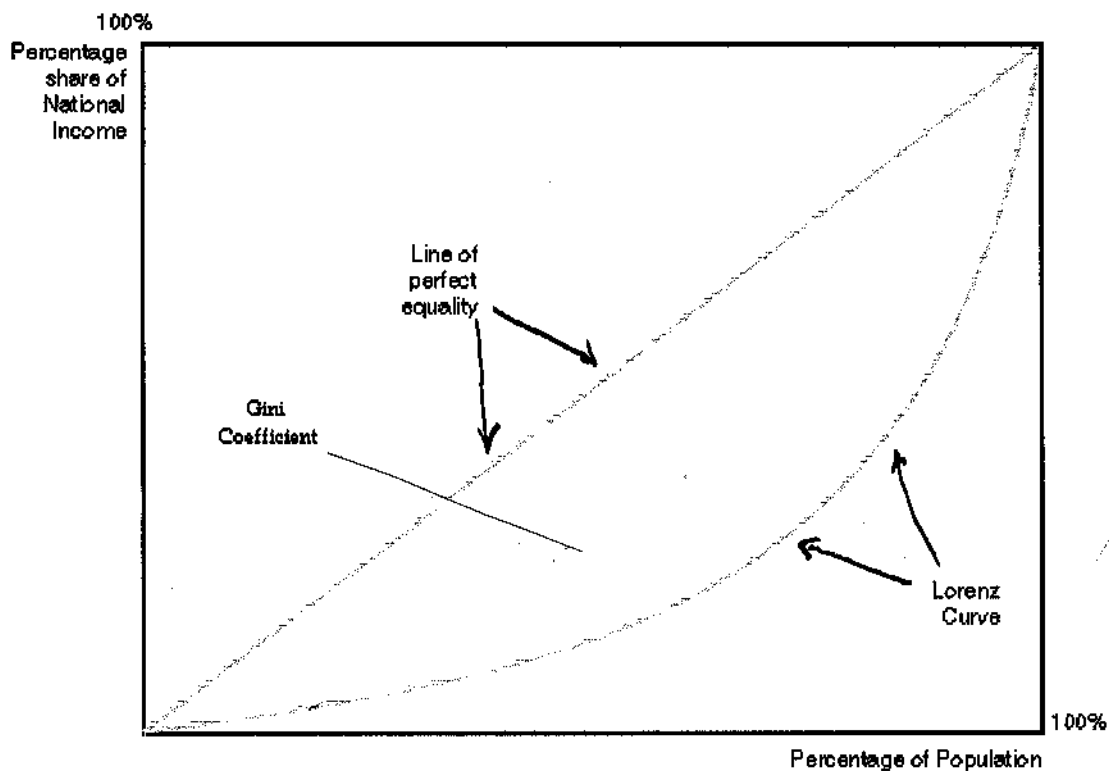 100%
Percentage
share of
National
Income
Line of
perfect
equality
Gini
Coefficient
Lorenz
Curve
100%
Percentage of Population